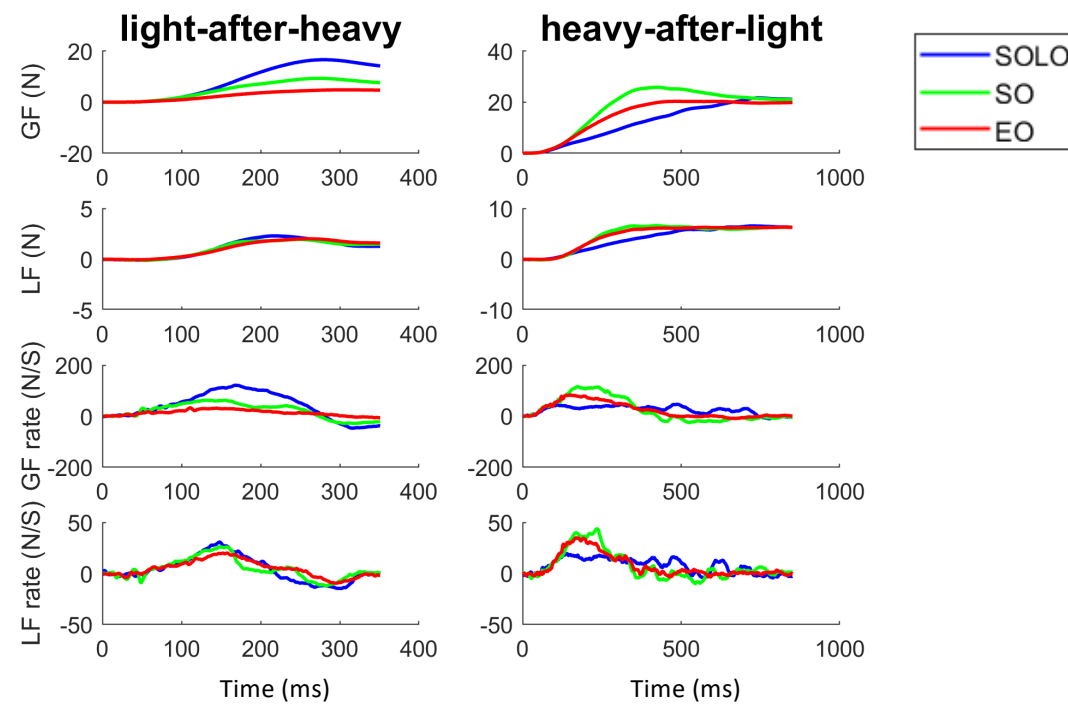 light-after-heavy
heavy-after-light
SOLO
SO
EO
GF (N)
20
0
-20
0 100 200 300 400
40
20
0
0 500 1000
LF (N)
5
0
-5
0 100 200 300 400
10
0
-10
0 500 1000
GF rate (N/S)
200
0
-200
0 100 200 300 400
200
0
-200
0 500 1000
LF rate (N/S)
50
0
-50
0 100 200 300 400
50
0
-50
0 500 1000
Time (ms)
Time (ms)